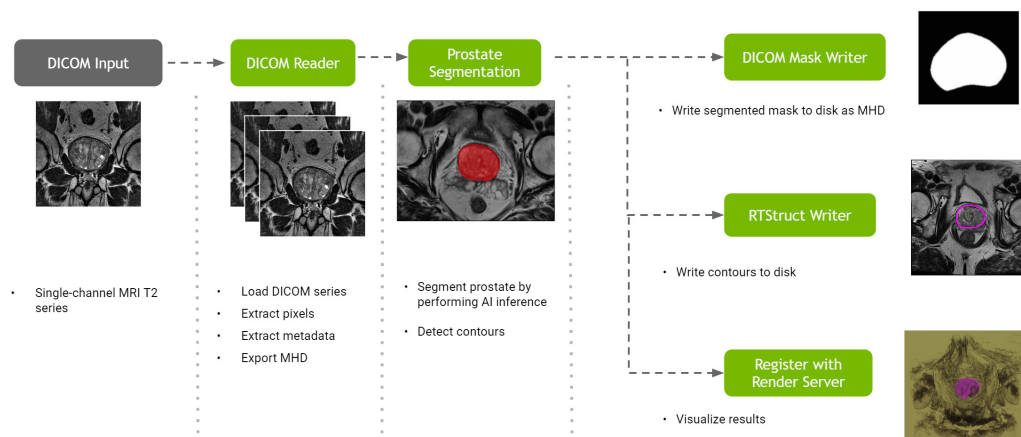 DICOM Input
DICOM Reader
Prostate
Segmentation
DICOM Mask Writer
• Write segmented mask to disk as MHD
RTStruct Writer
• Write contours to disk
• Single-channel MRI T2
series
• Load DICOM series
• Extract pixels
• Extract metadata
• Export MHD
• Segment prostate by
performing AI inference
• Detect contours
Register with
Render Server
• Visualize results